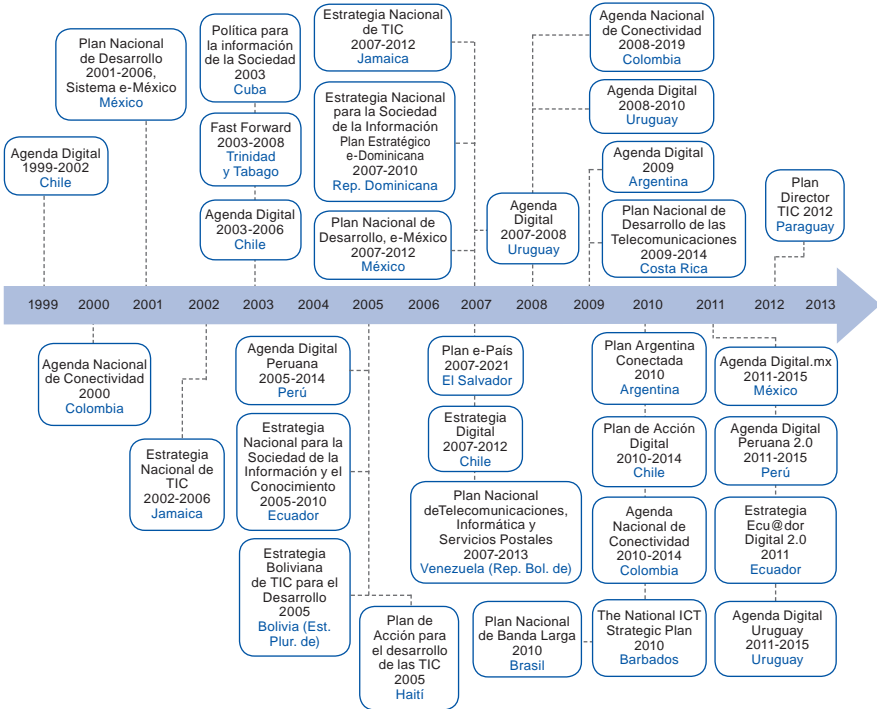 Agenda Digital
1999-2002
Chile
Plan Nacional
de Desarrollo
2001-2006,
Sistema e-México
México
Política para
la información
de la Sociedad
2003
Cuba
Fast Forward
2003-2008
Trinidad
y Tabago
Agenda Digital
2003-2006
Chile
Estrategia Nacional
de TIC
2007-2012
Jamaica
Estrategia Nacional
para la Sociedad
de la Información
Plan Estratégico
e-Dominicana
2007-2010
Rep. Dominicana
Plan Nacional de
Desarrollo, e-México
2007-2012
México
Agenda
Digital
2007-2008
Uruguay
Agenda Nacional
de Conectividad
2008-2019
Colombia
Agenda Digital
2008-2010
Uruguay
Agenda Digital
2009
Argentina
Plan Nacional de
Desarrollo de las
Telecomunicaciones
2009-2014
Costa Rica
Plan
Director
TIC 2012
Paraguay
1999 2000 2001 2002 2003 2004 2005 2006 2007 2008 2009 2010 2011 2012 2013
Agenda Nacional
de Conectividad
2000
Colombia
Estrategia
Nacional de
TIC
2002-2006
Jamaica
Agenda Digital
Peruana
2005-2014
Perú
Estrategia
Nacional para la
Sociedad de la
Información y el
Conocimiento
2005-2010
Ecuador
Estrategia
Boliviana
de TIC para el
Desarrollo
2005
Bolivia (Est.
Plur. de)
Plan de
Acción para
el desarrollo
de las TIC
2005
Haití
Plan e-País
2007-2021
El Salvador
Estrategia
Digital
2007-2012
Chile
Plan Nacional
deTelecomunicaciones,
Informática y
Servicios Postales
2007-2013
Venezuela (Rep. Bol. de)
Plan Nacional
de Banda Larga
2010
Brasil
Plan Argentina
Conectada
2010
Argentina
Plan de Acción
Digital
2010-2014
Chile
Agenda
Nacional de
Conectividad
2010-2014
Colombia
The National ICT
Strategic Plan
2010
Barbados
Agenda Digital.mx
2011-2015
México
Agenda Digital
Peruana 2.0
2011-2015
Perú
Estrategia
Ecu@dor
Digital 2.0
2011
Ecuador
Agenda Digital
Uruguay
2011-2015
Uruguay